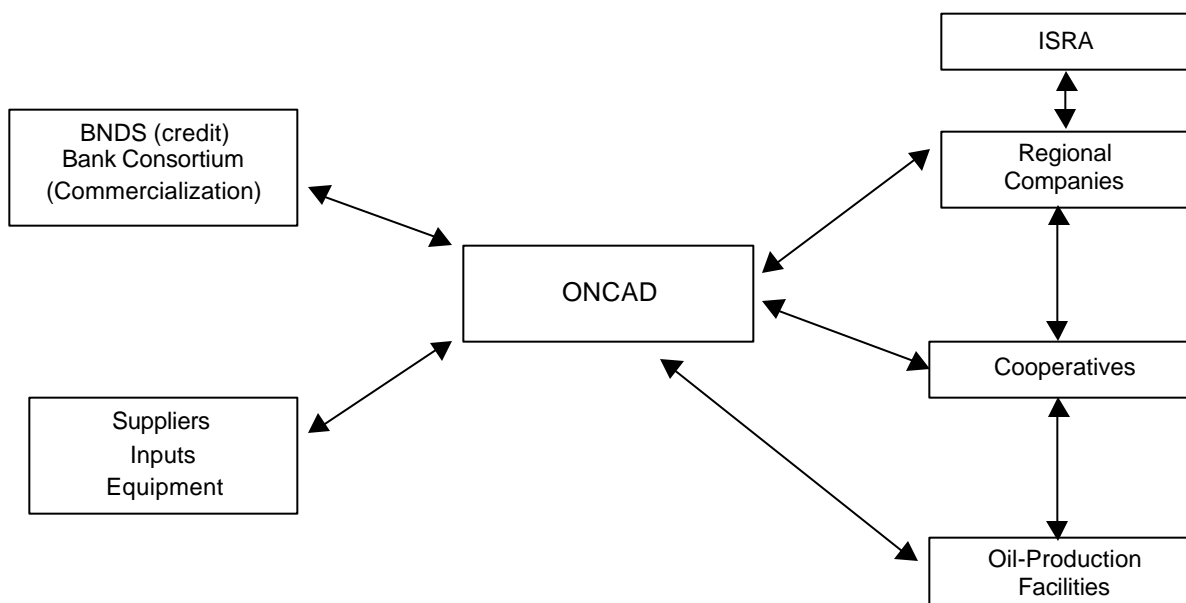 ISRA
BNDS (credit)
Bank Consortium
(Commercialization)
Regional
Companies
ONCAD
Cooperatives
Suppliers
Inputs
Equipment
Oil-Production
Facilities